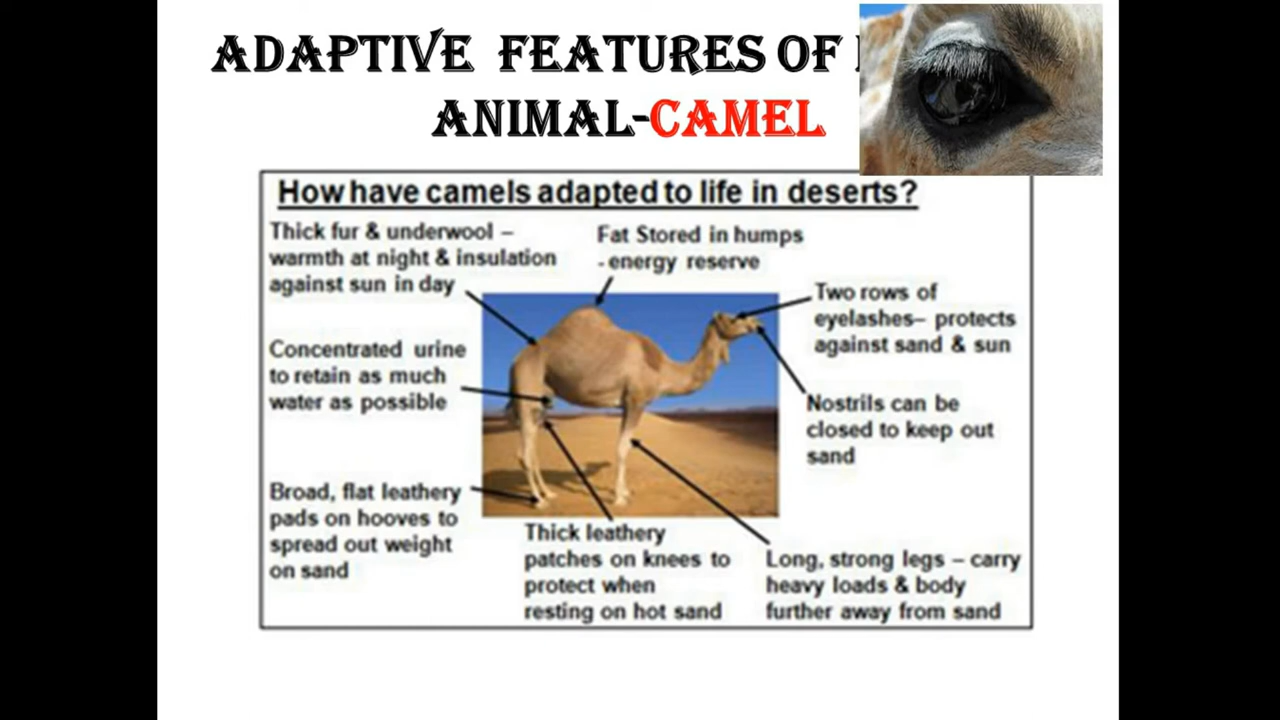 ADAPTIVE FEATURES OF
ANIMAL-CAMEL
How have camels adapted to life in deserts?
Thick fur & underwool –
warmth at night & insulation
against sun in day
Fat Stored in humps
- energy reserve
Two rows of
eyelashes– protects
against sand & sun
Concentrated urine
to retain as much
water as possible
Nostrils can be
closed to keep out
sand
Broad, flat leathery
pads on hooves to
spread out weight
on sand
Thick leathery
patches on knees to
protect when
resting on hot sand
Long, strong legs – carry
heavy loads & body
further away from sand